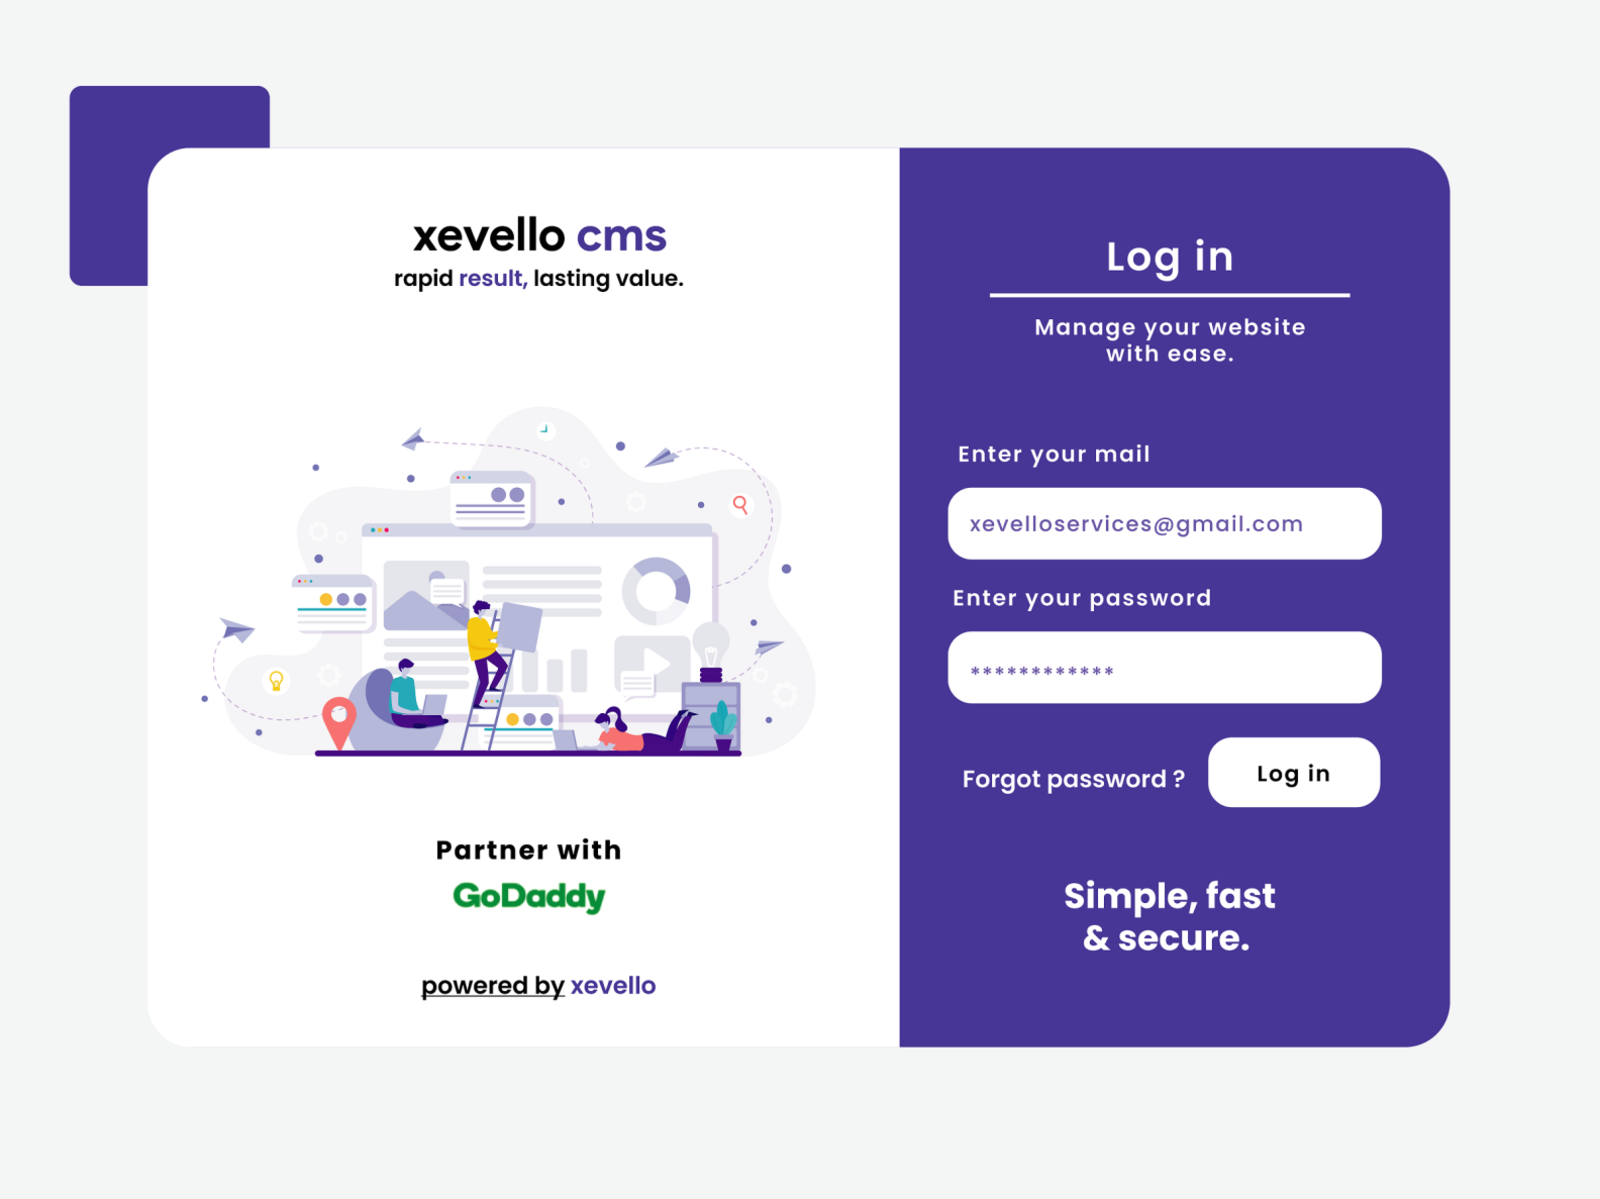 xevello cms
rapid result, lasting value.
Partner with
GoDaddy
powered by xevello
Log in
Manage your website
with ease.
Enter your mail
xevelloservices@gmail.com
Enter your password
************
Forgot password ?
Log in
Simple, fast
& secure.